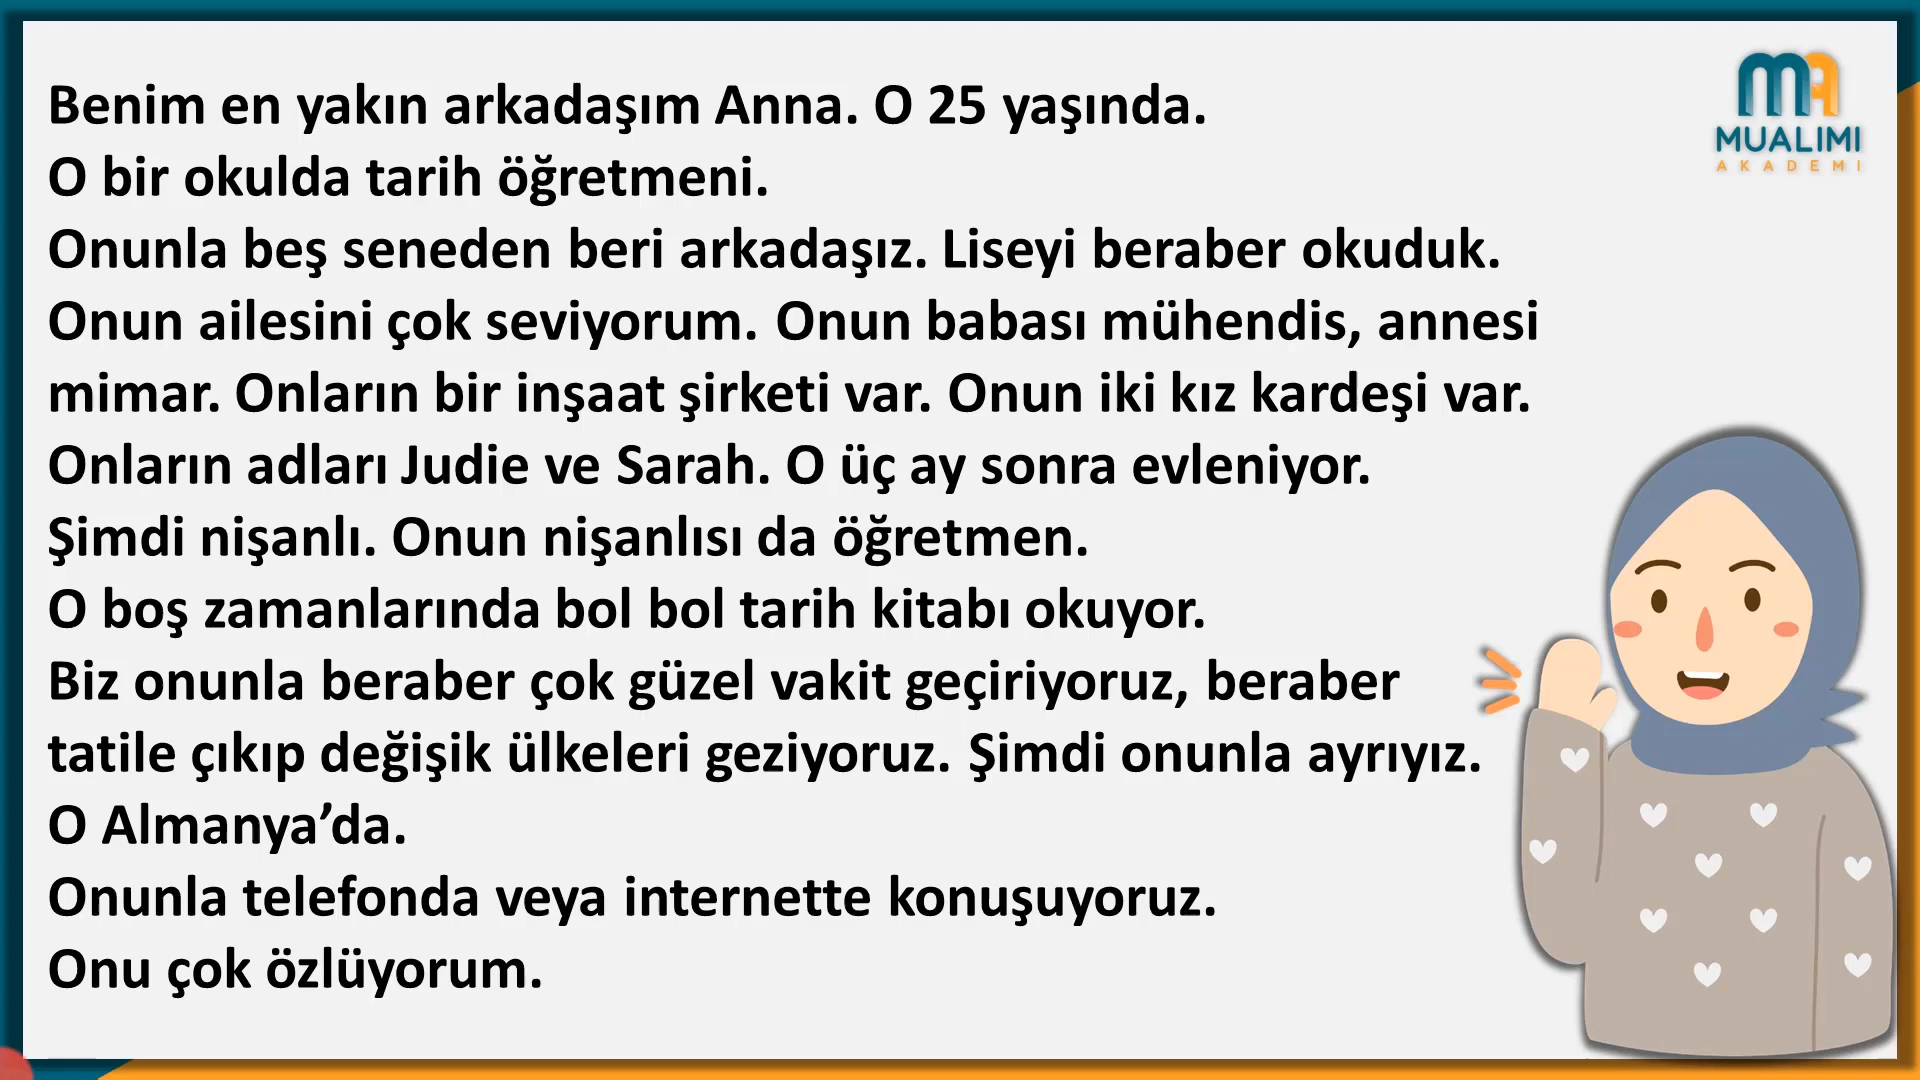 Benim en yakın arkadaşım Anna. O 25 yaşında.
O bir okulda tarih öğretmeni.
Onunla beş seneden beri arkadaşız. Liseyi beraber okuduk.
Onun ailesini çok seviyorum. Onun babası mühendis, annesi
mimar. Onların bir inşaat şirketi var. Onun iki kız kardeşi var.
Onların adları Judie ve Sarah. O üç ay sonra evleniyor.
Şimdi nişanlı. Onun nişanlısı da öğretmen.
O boş zamanlarında bol bol tarih kitabı okuyor.
Biz onunla beraber çok güzel vakit geçiriyoruz, beraber
tatile çıkıp değişik ülkeleri geziyoruz. Şimdi onunla ayrıyız.
O Almanya’da.
Onunla telefonda veya internette konuşuyoruz.
Onu çok özlüyorum.
MA
MUALIMI
AKADEMI